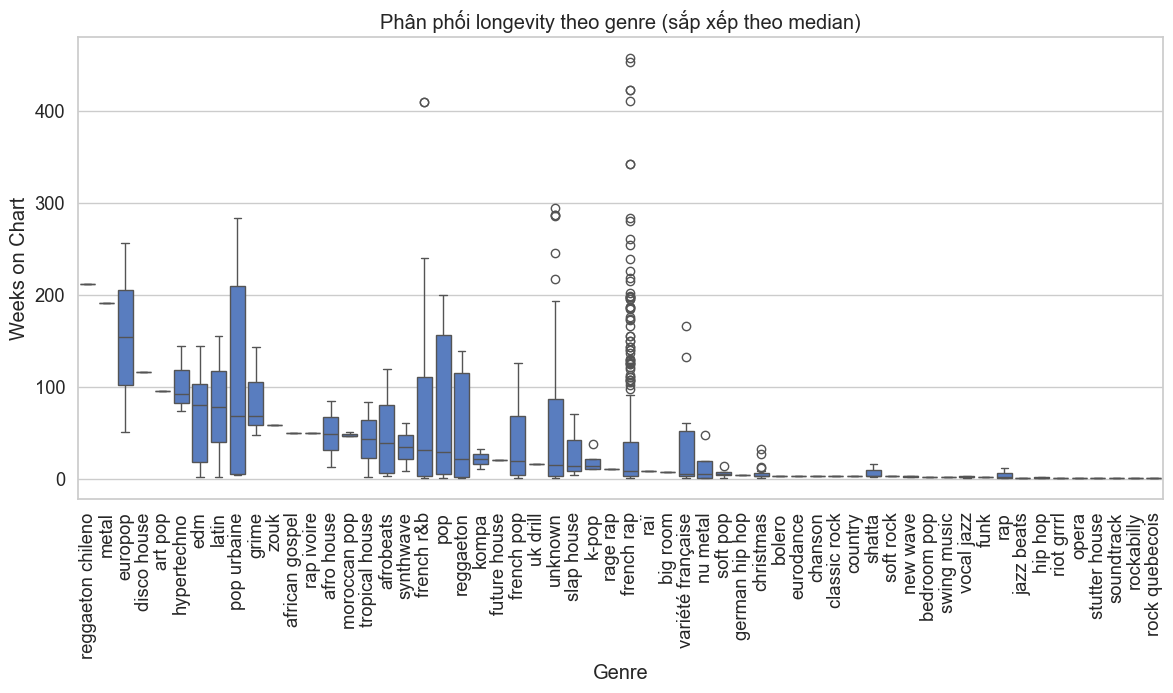 Phân phối longevity theo genre (sắp xếp theo median)
Weeks on Chart
400
300
200
100
0
reggaeton chileno
metal
europop
disco house
art pop
hypertechno
edm
latin
pop urbaine
grime
zouk
african gospel
rap ivoire
afro house
moroccan pop
tropical house
afrobeats
synthwave
french r&b
pop
reggaeton
kompa
future house
french pop
uk drill
unknown
slap house
k-pop
rage rap
french rap
raï
big room
variété française
nu metal
soft pop
german hip hop
christmas
bolero
eurodance
chanson
classic rock
country
shatta
soft rock
new wave
bedroom pop
swing music
vocal jazz
funk
rap
jazz beats
hip hop
riot grrrl
opera
stutter house
soundtrack
rockabilly
rock quebecois
Genre